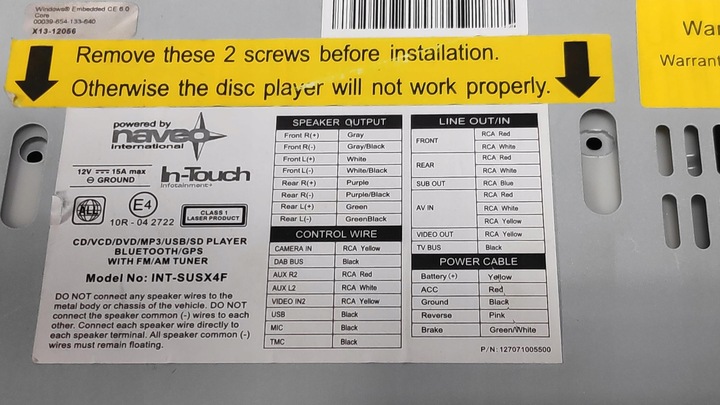 Windows® Embedded CE 6.0
Core
00039-654-133-640
X13-12056
Remove these 2 screws before installation.
Otherwise the disc player will not work properly.
War
Warrant
powered by
naveo
international
12V 15A max
GROUND
In-Touch
Infotainment+
ALL
E4
10R - 04 2722
CLASS 1
LASER PRODUCT
CD/VCD/DVD/MP3/USB/SD PLAYER
BLUETOOTH/GPS
WITH FM/AM TUNER
Model No: INT-SUSX4F
DO NOT connect any speaker wires to the
metal body or chassis of the vehicle. DO NOT
connect the speaker common (-) wires to each
other. Connect each speaker wire directly to
each speaker terminal. All speaker common (-)
wires must remain floating.
SPEAKER OUTPUT
Front R(+) Gray
Front R(-) Gray/Black
Front L(+) White
Front L(-) White/Black
Rear R(+) Purple
Rear R(-) Purple/Black
Rear L(+) Green
Rear L(-) GreenBlack
CONTROL WIRE
CAMERA IN RCA Yellow
DAB BUS Black
AUX R2 RCA Red
AUX L2 RCA White
VIDEO IN2 RCA Yellow
USB Black
MIC Black
TMC Black
LINE OUT/IN
FRONT RCA Red
RCA White
REAR RCA Red
RCA White
SUB OUT RCA Blue
AV IN RCA Red
RCA White
RCA Yellow
VIDEO OUT RCA Yellow
TV BUS Black
POWER CABLE
Battery (+) Yellow
ACC Red
Ground Black
Reverse Pink
Brake Green/White
P/N: 127071005500